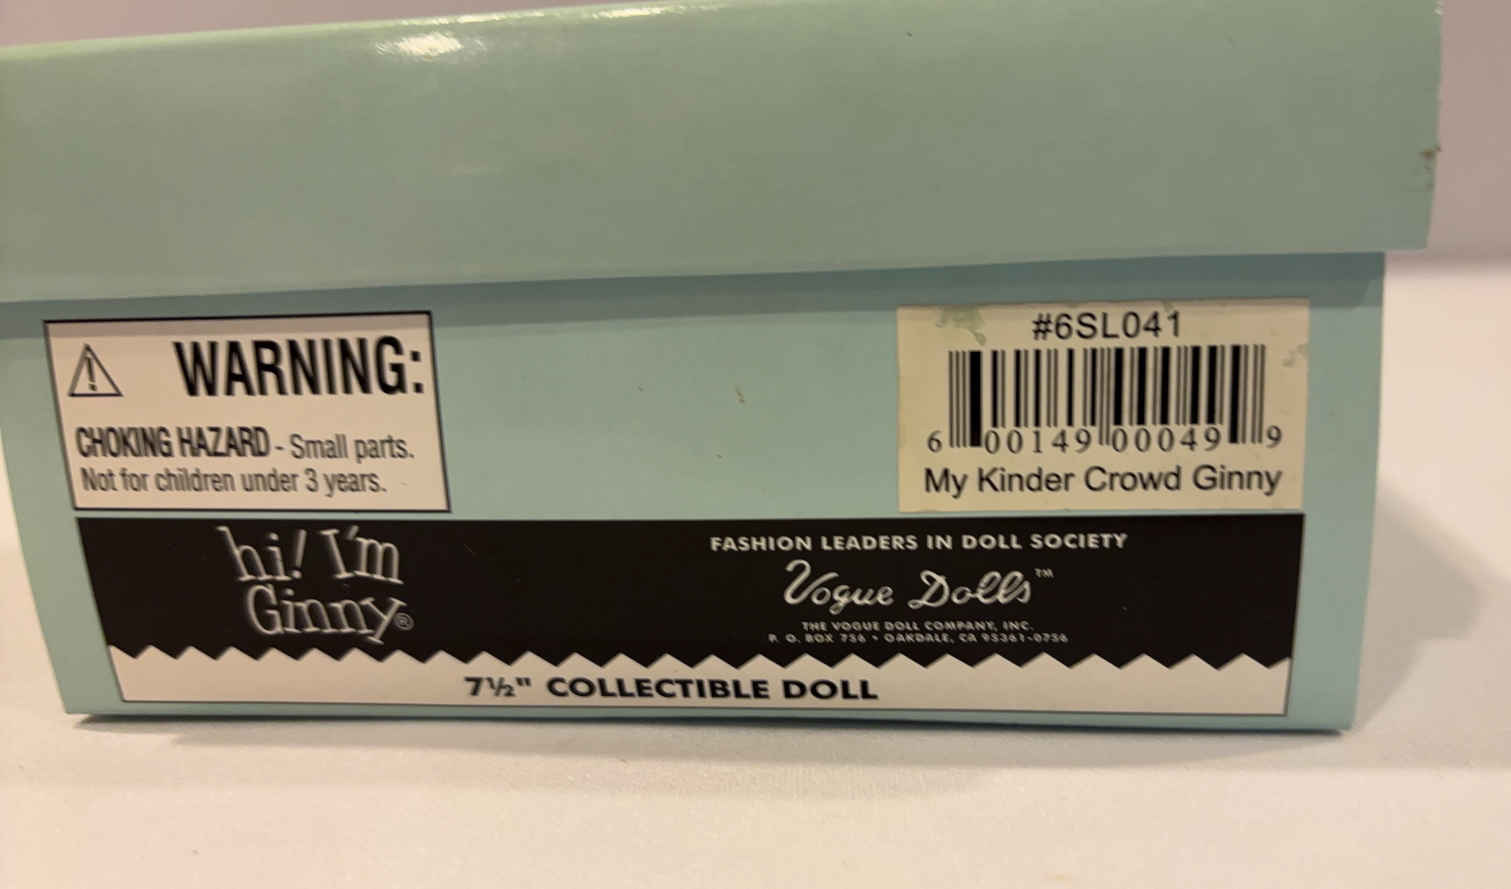 WARNING:
CHOKING HAZARD - Small parts.
Not for children under 3 years.
#6SL041
6 00149 00049 9
My Kinder Crowd Ginny
hi! I'm
Ginny®
FASHION LEADERS IN DOLL SOCIETY
Vogue Dolls™
THE VOGUE DOLL COMPANY, INC.
P. O. BOX 756 • OAKDALE, CA 95361-0756
7½" COLLECTIBLE DOLL